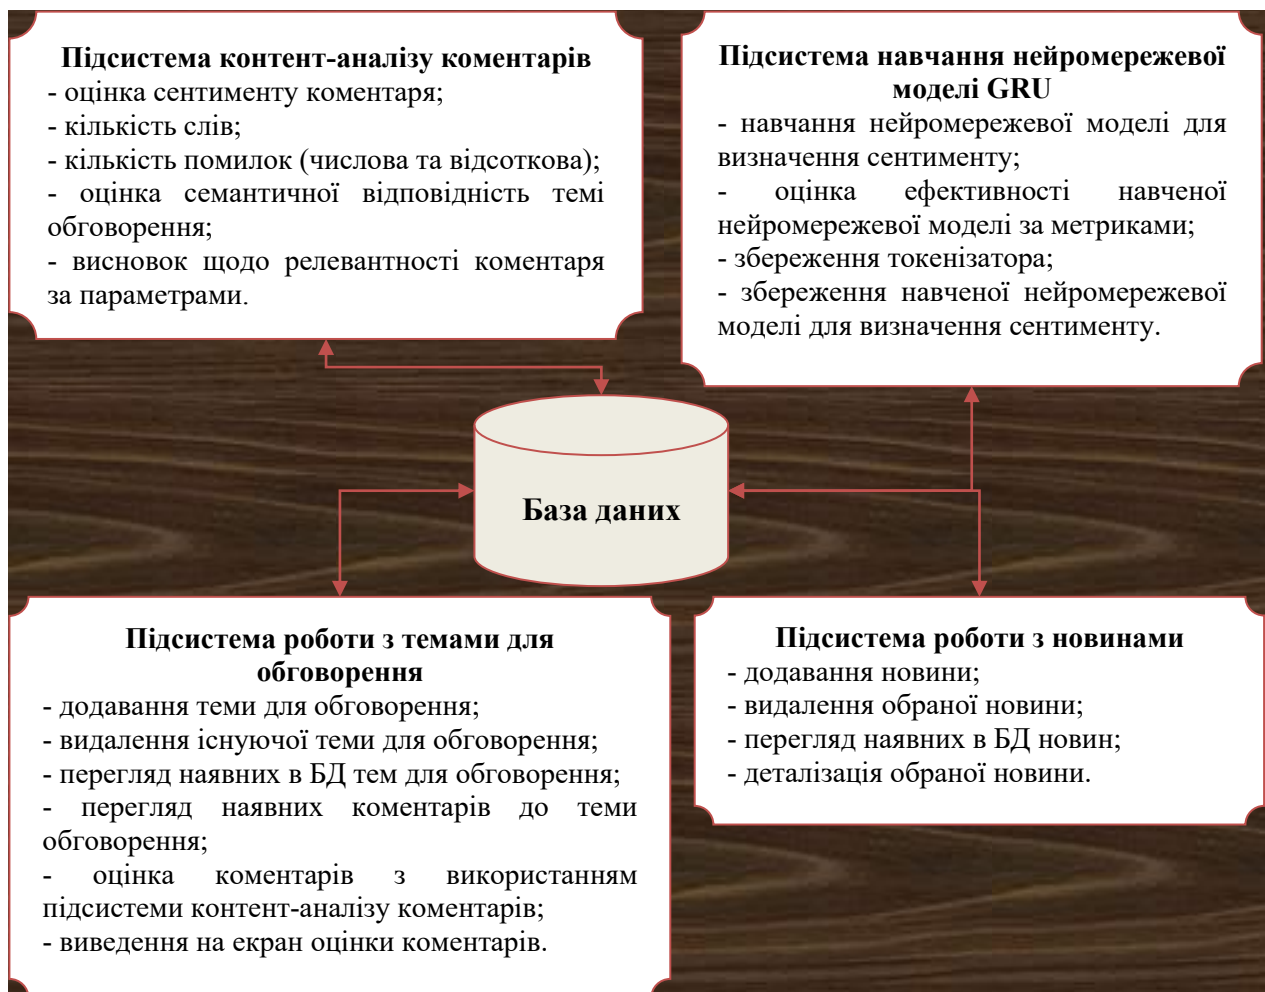 Підсистема контент-аналізу коментарів
- оцінка сентименту коментаря;
- кількість слів;
- кількість помилок (числова та відсоткова);
- оцінка семантичної відповідність темі
обговорення;
- висновок щодо релевантності коментаря
за параметрами.
Підсистема навчання нейромережевої
моделі GRU
- навчання нейромережевої моделі для
визначення сентименту;
- оцінка ефективності навченої
нейромережевої моделі за метриками;
- збереження токенізатора;
- збереження навченої нейромережевої
моделі для визначення сентименту.
База даних
Підсистема роботи з темами для
обговорення
- додавання теми для обговорення;
- видалення існуючої теми для обговорення;
- перегляд наявних в БД тем для обговорення;
- перегляд наявних коментарів до теми
обговорення;
- оцінка коментарів з використанням
підсистеми контент-аналізу коментарів;
- виведення на екран оцінки коментарів.
Підсистема роботи з новинами
- додавання новини;
- видалення обраної новини;
- перегляд наявних в БД новин;
- деталізація обраної новини.